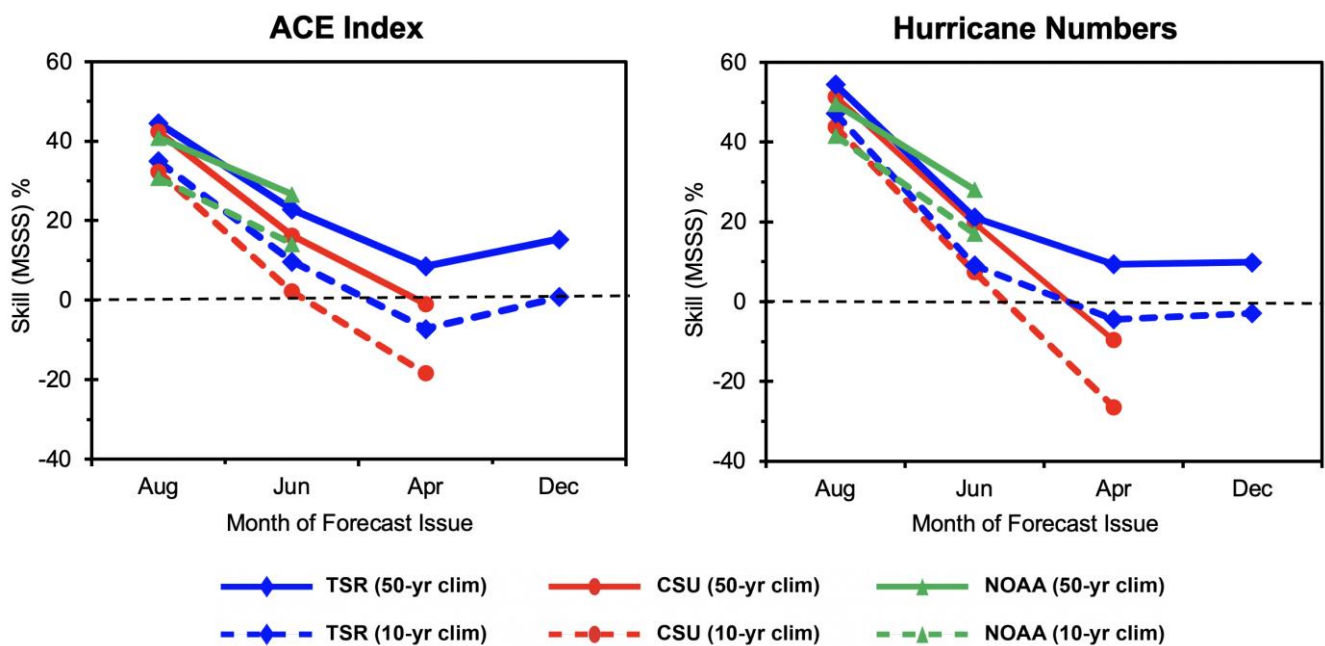 ACE Index
60
40
20
0
-20
-40
Skill (MSSS) %
Aug Jun Apr Dec
Month of Forecast Issue
Hurricane Numbers
60
40
20
0
-20
-40
Skill (MSSS) %
Aug Jun Apr Dec
Month of Forecast Issue
TSR (50-yr clim) CSU (50-yr clim) NOAA (50-yr clim)
TSR (10-yr clim) CSU (10-yr clim) NOAA (10-yr clim)